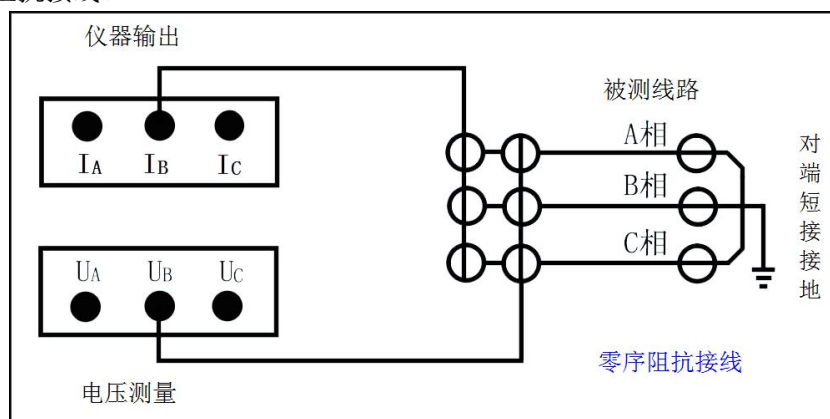 仪器输出
被测线路
IA IB IC
A相
B相
C相
对端短接接地
UA UB UC
零序阻抗接线
电压测量